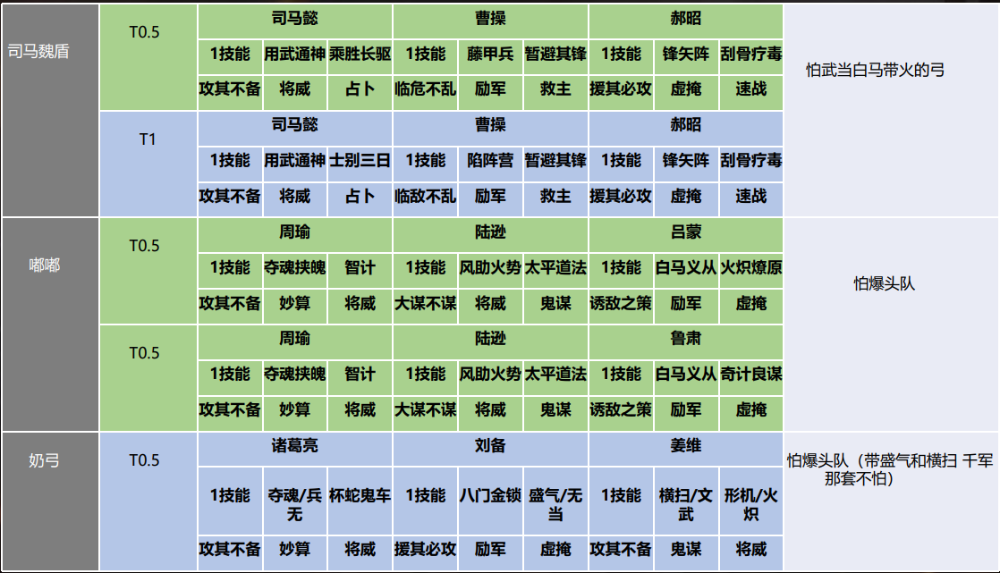 司马魏盾
T0.5
司马懿 曹操 郝昭
1技能 用武通神 乘胜长驱 1技能 藤甲兵 暂避其锋 1技能 锋矢阵 刮骨疗毒
攻其不备 将威 占卜 临危不乱 励军 救主 援其必攻 虚掩 速战
怕武当白马带火的弓
T1
司马懿 曹操 郝昭
1技能 用武通神 士别三日 1技能 陷阵营 暂避其锋 1技能 锋矢阵 刮骨疗毒
攻其不备 将威 占卜 临敌不乱 励军 救主 援其必攻 虚掩 速战
嘟嘟
T0.5
周瑜 陆逊 吕蒙
1技能 夺魂挟魄 智计 1技能 风助火势 太平道法 1技能 白马义从 火炽燎原
攻其不备 妙算 将威 大谋不谋 将威 鬼谋 诱敌之策 励军 虚掩
怕爆头队
T0.5
周瑜 陆逊 鲁肃
1技能 夺魂挟魄 智计 1技能 风助火势 太平道法 1技能 白马义从 奇计良谋
攻其不备 妙算 将威 大谋不谋 将威 鬼谋 诱敌之策 励军 虚掩
奶弓
T0.5
诸葛亮 刘备 姜维
1技能 夺魂/兵无 杯蛇鬼车 1技能 八门金锁 盛气/无当 1技能 横扫/文武 形机/火炽
攻其不备 妙算 将威 援其必攻 励军 虚掩 攻其不备 鬼谋 将威
怕爆头队（带盛气和横扫 千军
那套不怕）